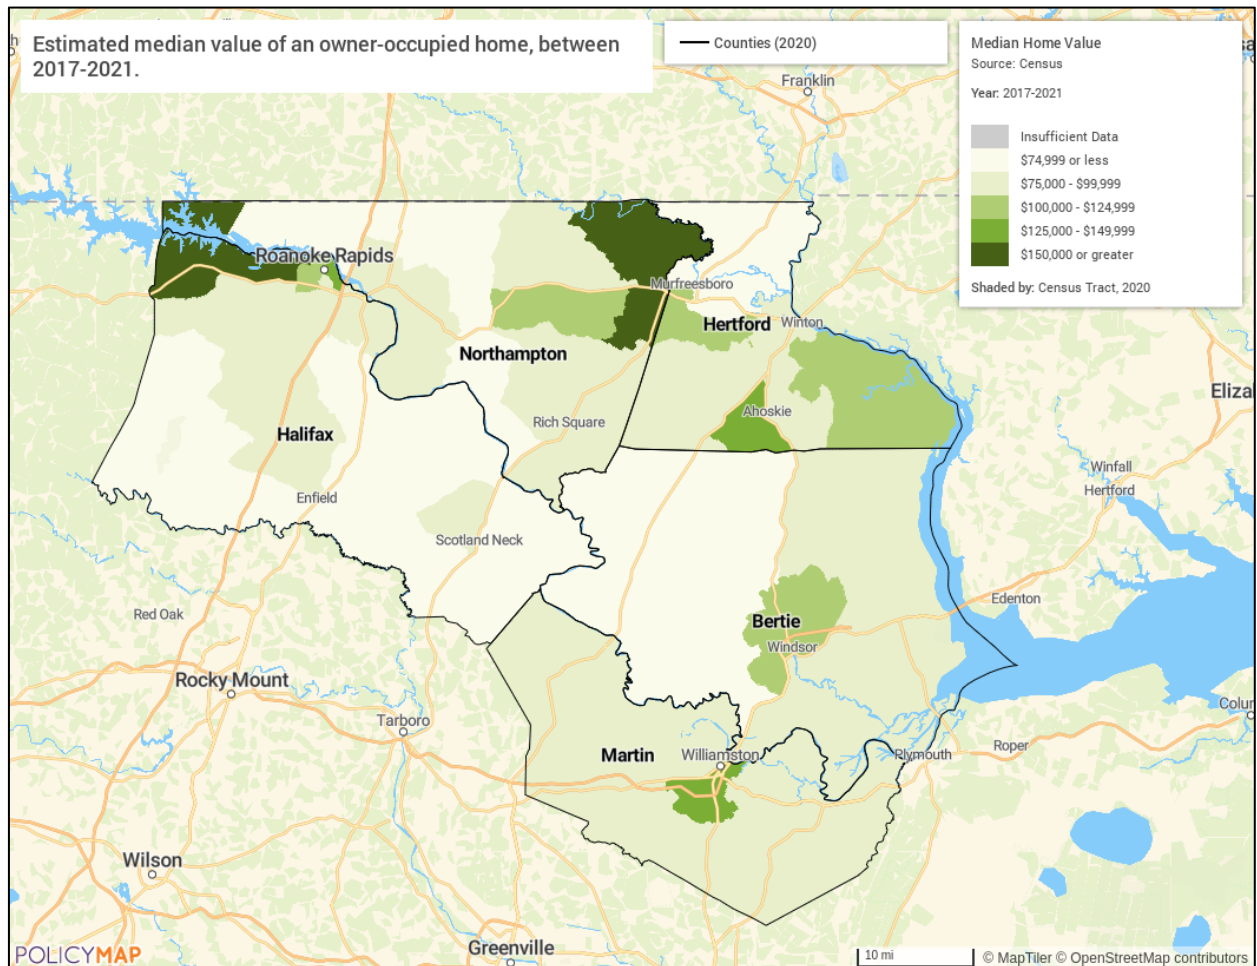 Estimated median value of an owner-occupied home, between
2017-2021.
Counties (2020)
Median Home Value
Source: Census
Year: 2017-2021
Insufficient Data
$74,999 or less
$75,000 - $99,999
$100,000 - $124,999
$125,000 - $149,999
$150,000 or greater
Shaded by: Census Tract, 2020
Franklin
Roanoke Rapids
Murfreesboro
Hertford
Winton
Northampton
Ahoskie
Rich Square
Halifax
Eliza
Winfall
Hertford
Enfield
Scotland Neck
Edenton
Red Oak
Bertie
Windsor
Rocky Mount
Tarboro
Colum
Martin
Williamston
Plymouth
Roper
Wilson
Greenville
POLICYMAP
10 mi
© MapTiler © OpenStreetMap contributors